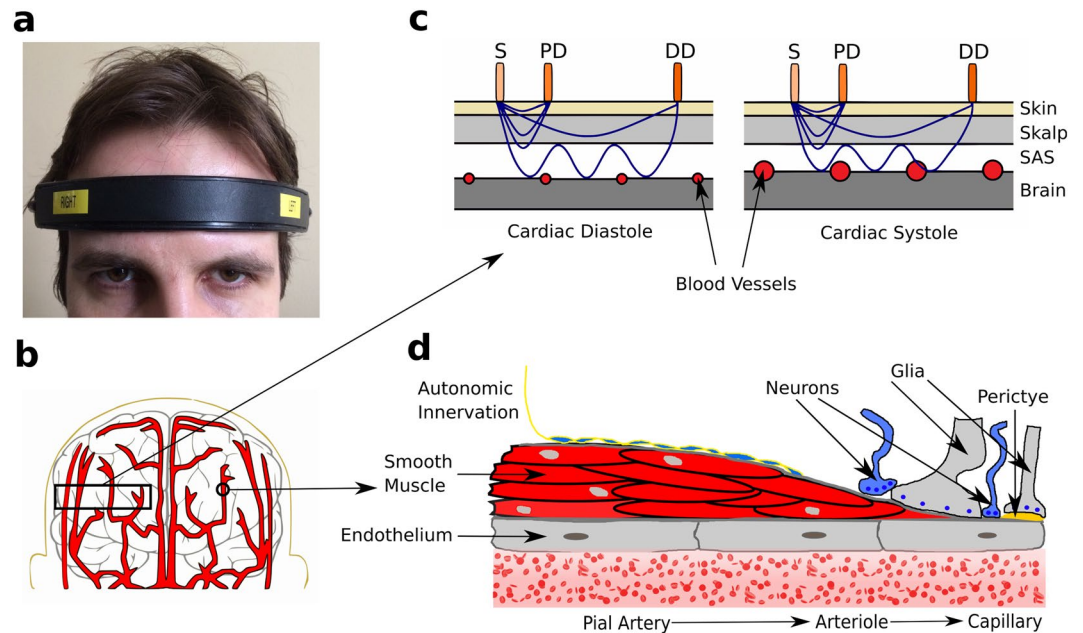 a
RIGHT
LEFT
b
c
S PD DD S PD DD
Skin
Skalp
SAS
Brain
Cardiac Diastole
Cardiac Systole
Blood Vessels
d
Autonomic
Innervation
Neurons
Glia
Perictye
Smooth
Muscle
Endothelium
Pial Artery
Arteriole
Capillary